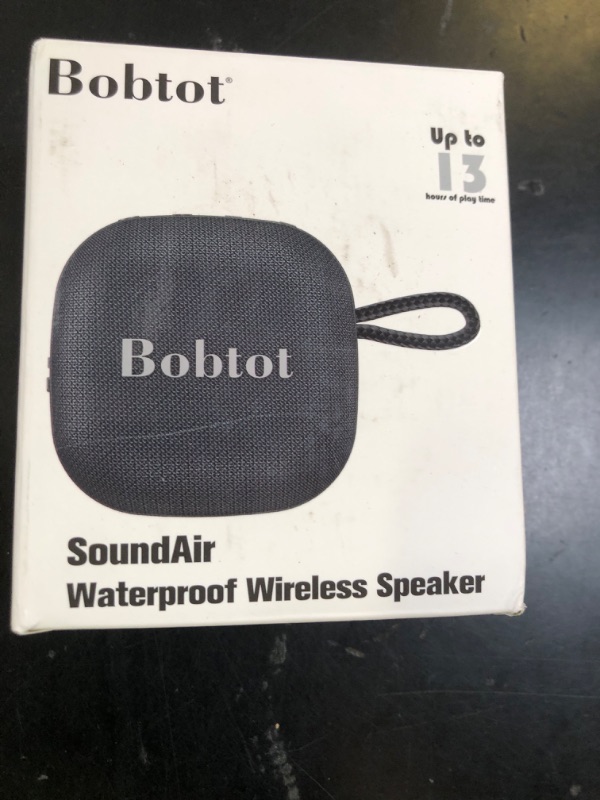 Bobtot®
Up to
13
hours of play time
Bobtot
SoundAir
Waterproof Wireless Speaker